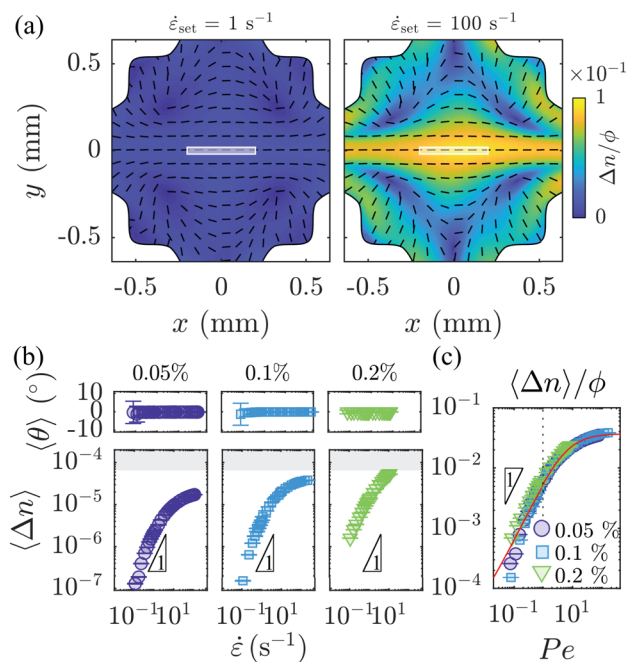 (a)
ε̇set = 1 s⁻¹
ε̇set = 100 s⁻¹
×10⁻¹
1
0
Δn/ϕ
0.5
0
-0.5
y (mm)
-0.5 0 0.5
-0.5 0 0.5
x (mm)
x (mm)
(b)
0.05% 0.1% 0.2%
⟨θ⟩ (°)
10
0
-10
⟨Δn⟩
10⁻⁴
10⁻⁵
10⁻⁶
10⁻⁷
1
1
1
10⁻¹ 10¹
10⁻¹ 10¹
10⁻¹ 10¹
ε̇ (s⁻¹)
(c)
⟨Δn⟩/ϕ
10⁻¹
10⁻²
10⁻³
10⁻⁴
1
0.05 %
0.1 %
0.2 %
10⁻¹ 10¹
Pe